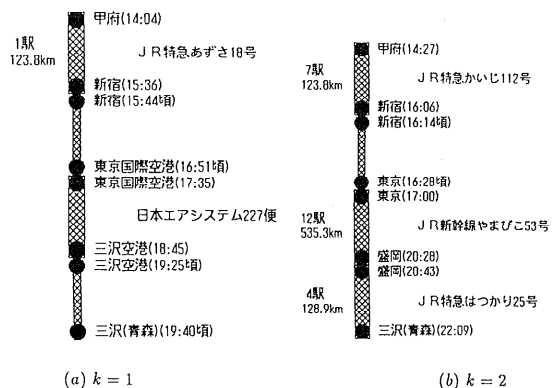 甲府(14:04)
1駅
123.8km
JR特急あずさ18号
新宿(15:36)
新宿(15:44頃)
東京国際空港(16:51頃)
東京国際空港(17:35)
日本エアシステム227便
三沢空港(18:45)
三沢空港(19:25頃)
三沢(青森)(19:40頃)
(a) k = 1
甲府(14:27)
7駅
123.8km
JR特急かいじ112号
新宿(16:06)
新宿(16:14頃)
東京(16:28頃)
東京(17:00)
12駅
535.3km
JR新幹線やまびこ53号
盛岡(20:28)
盛岡(20:43)
4駅
128.9km
JR特急はつかり25号
三沢(青森)(22:09)
(b) k = 2